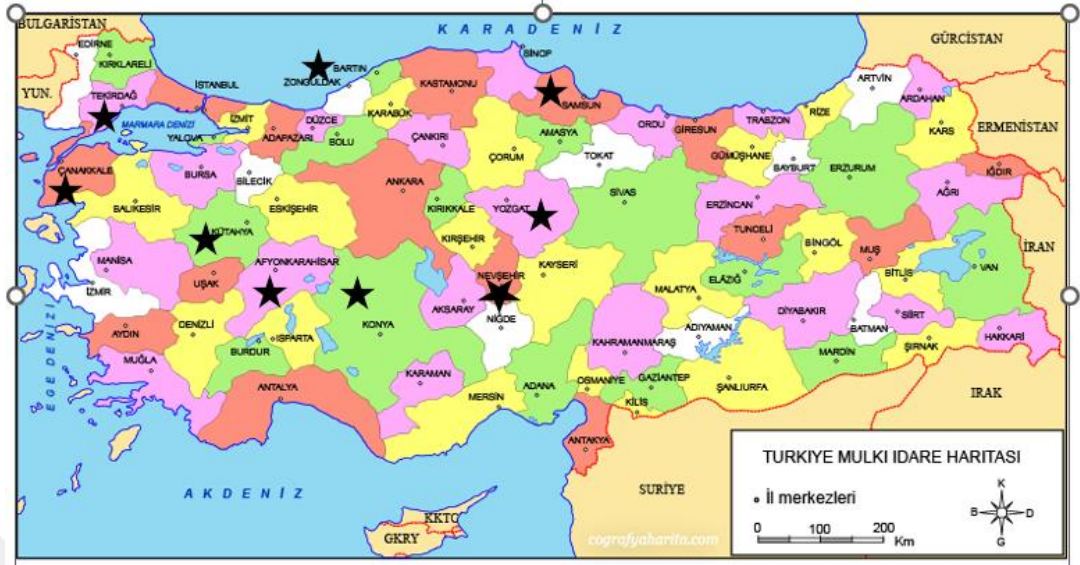 KARADENİZ
BULGARİSTAN
GÜRCİSTAN
EDİRNE
KIRKLARELİ
SİNOP
İSTANBUL
BARTIN
ZONGULDAK
KASTAMONU
ARTVİN
ARDAHAN
YUN.
TEKİRDAĞ
SAMSUN
KARABÜK
MARMARA DENİZİ
İZMİT
DÜZCE
ORDU
GİRESUN
TRABZON
RİZE
KARS
ERMENİSTAN
YALOVA
ADAPAZARI
BOLU
ÇANKIRI
AMASYA
ÇORUM
TOKAT
GÜMÜŞHANE
BAYBURT
ERZURUM
IĞDIR
ÇANAKKALE
BURSA
BİLECİK
ANKARA
AĞRI
BALIKESİR
ESKİŞEHİR
KIRIKKALE
YOZGAT
SİVAS
ERZİNCAN
KÜTAHYA
KIRŞEHİR
TUNCELİ
BİNGÖL
MUŞ
İRAN
MANİSA
AFYONKARAHİSAR
UŞAK
NEVŞEHİR
KAYSERİ
ELAZIĞ
BİTLİS
VAN
İZMİR
MALATYA
AKSARAY
NİĞDE
DİYABAKIR
SİİRT
EGE DENİZİ
AYDIN
DENİZLİ
ISPARTA
KONYA
ADIYAMAN
BATMAN
HAKKARİ
BURDUR
KAHRAMANMARAŞ
MARDİN
ŞIRNAK
MUĞLA
KARAMAN
ANTALYA
MERSİN
ADANA
OSMANIYE
GAZİANTEP
ŞANLIURFA
KİLİS
IRAK
ANTAKYA
AKDENİZ
SURİYE
KKTC
GKRY
TURKIYE MULKI IDARE HARITASI
İl merkezleri
K
B
D
G
0 100 200
Km
cografyaharita.com